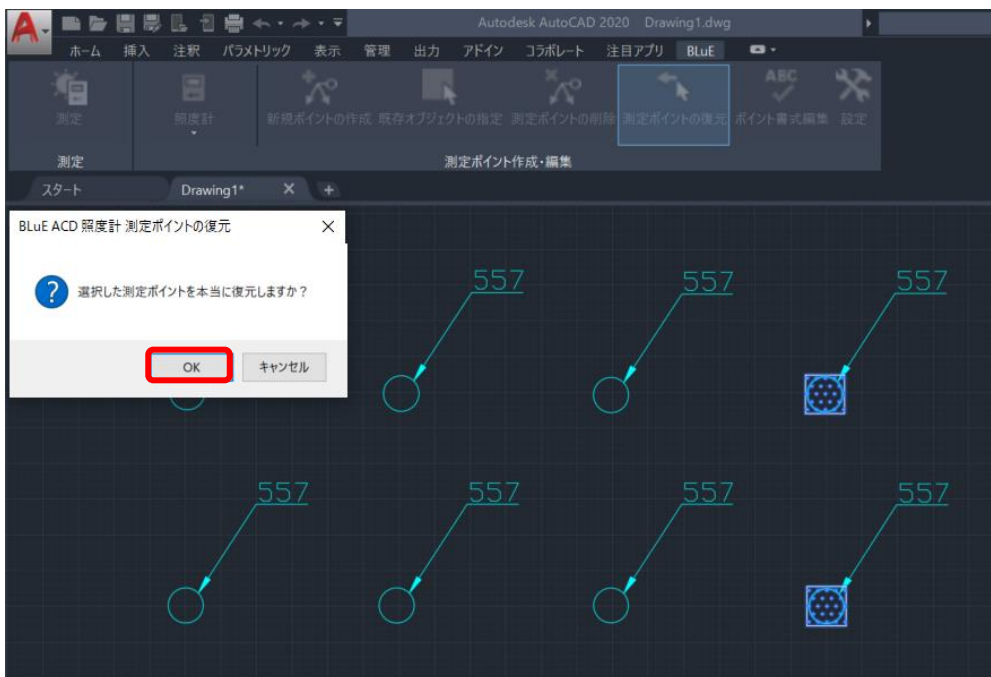 Autodesk AutoCAD 2020 Drawing1.dwg
ホーム 挿入 注釈 パラメトリック 表示 管理 出力 アドイン コラボレート 注目アプリ BLuE
測定 照度計 新規ポイントの作成 既存オブジェクトの指定 測定ポイントの削除 測定ポイントの復元 ABC ポイント書式編集 設定
測定 測定ポイント作成・編集
スタート Drawing1* +
BLuE ACD 照度計 測定ポイントの復元
選択した測定ポイントを本当に復元しますか？
OK キャンセル
557 557 557
557 557 557 557